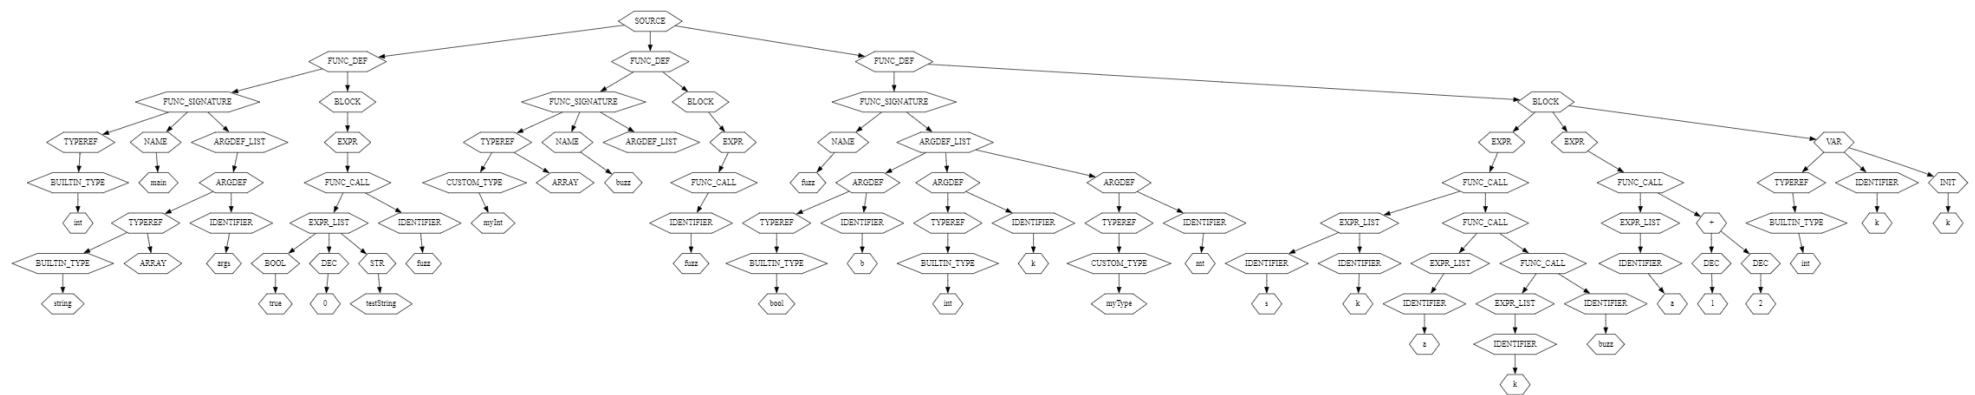 SOURCE
FUNC_DEF FUNC_DEF FUNC_DEF
FUNC_SIGNATURE BLOCK FUNC_SIGNATURE BLOCK FUNC_SIGNATURE BLOCK
TYPEREF NAME ARGDEF_LIST EXPR TYPEREF NAME ARGDEF_LIST EXPR NAME ARGDEF_LIST EXPR EXPR VAR
BUILTIN_TYPE main ARGDEF FUNC_CALL CUSTOM_TYPE ARRAY buzz FUNC_CALL fuzz ARGDEF ARGDEF ARGDEF FUNC_CALL FUNC_CALL TYPEREF IDENTIFIER INIT
int TYPEREF IDENTIFIER EXPR_LIST IDENTIFIER myInt IDENTIFIER TYPEREF IDENTIFIER TYPEREF IDENTIFIER TYPEREF IDENTIFIER EXPR_LIST FUNC_CALL EXPR_LIST + BUILTIN_TYPE k k
BUILTIN_TYPE ARRAY args BOOL DEC STR fuzz fuzz BUILTIN_TYPE b BUILTIN_TYPE k CUSTOM_TYPE mt IDENTIFIER IDENTIFIER EXPR_LIST FUNC_CALL IDENTIFIER DEC DEC int
string true 0 testString bool int myType s k IDENTIFIER EXPR_LIST IDENTIFIER a 1 2
a IDENTIFIER buzz
k